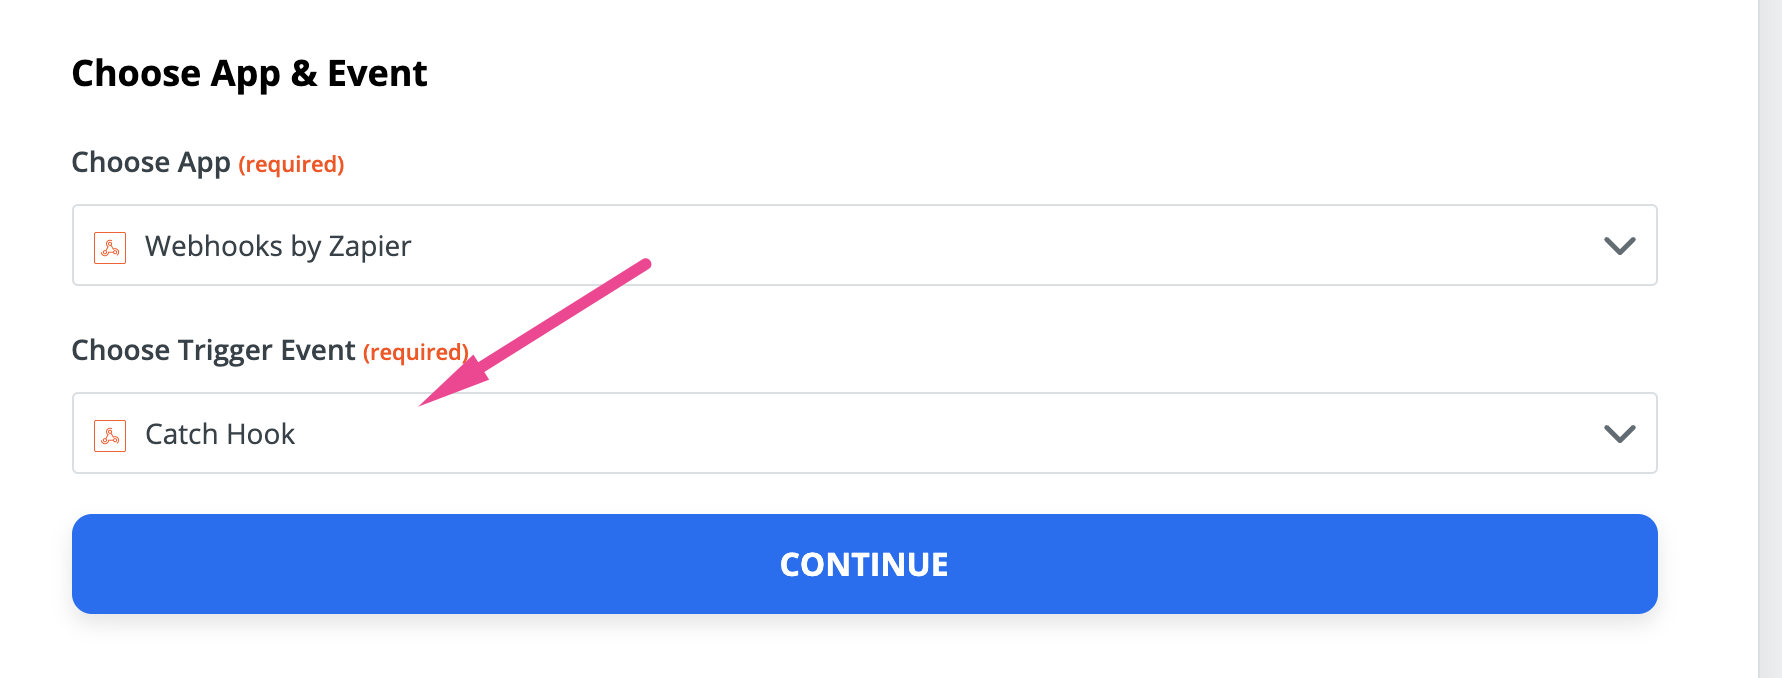 Choose App & Event
Choose App (required)
Webhooks by Zapier
Choose Trigger Event (required)
Catch Hook
CONTINUE